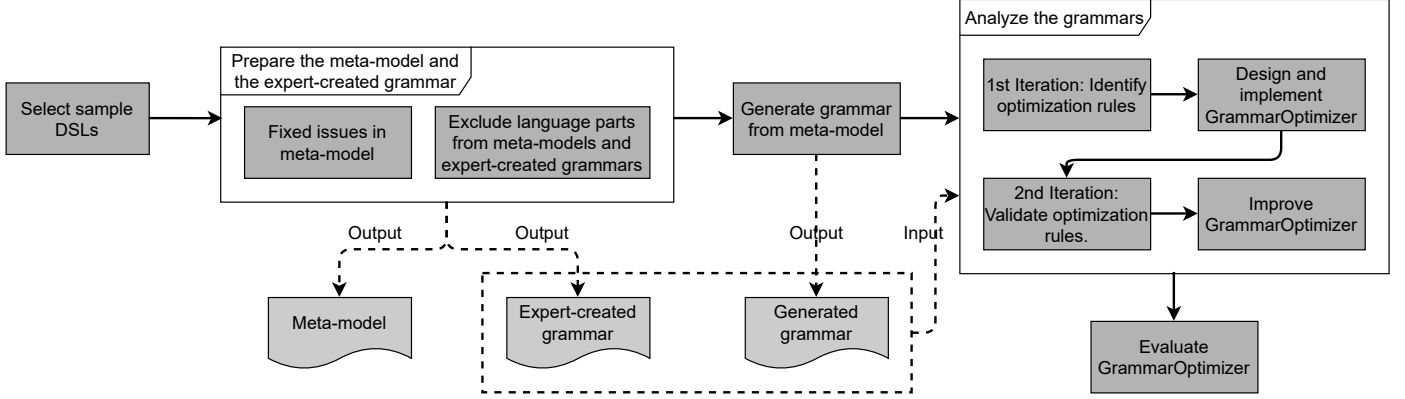 Select sample
DSLs
Prepare the meta-model and
the expert-created grammar
Fixed issues in
meta-model
Exclude language parts
from meta-models and
expert-created grammars
Generate grammar
from meta-model
Analyze the grammars
1st Iteration: Identify
optimization rules
Design and
implement
GrammarOptimizer
2nd Iteration:
Validate optimization
rules.
Improve
GrammarOptimizer
Output
Output
Output
Input
Meta-model
Expert-created
grammar
Generated
grammar
Evaluate
GrammarOptimizer